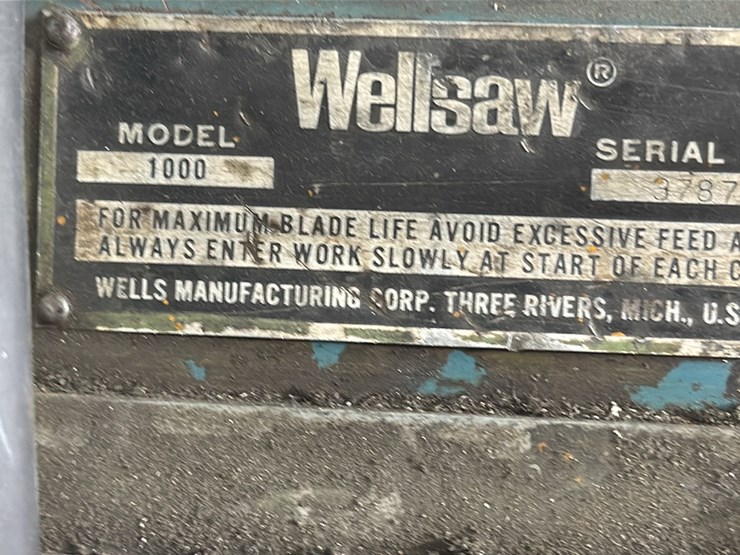 Wellsaw®
MODEL
1000
SERIAL
3787
FOR MAXIMUM BLADE LIFE AVOID EXCESSIVE FEED A
ALWAYS ENTER WORK SLOWLY AT START OF EACH C
WELLS MANUFACTURING CORP. THREE RIVERS, MICH., U.S